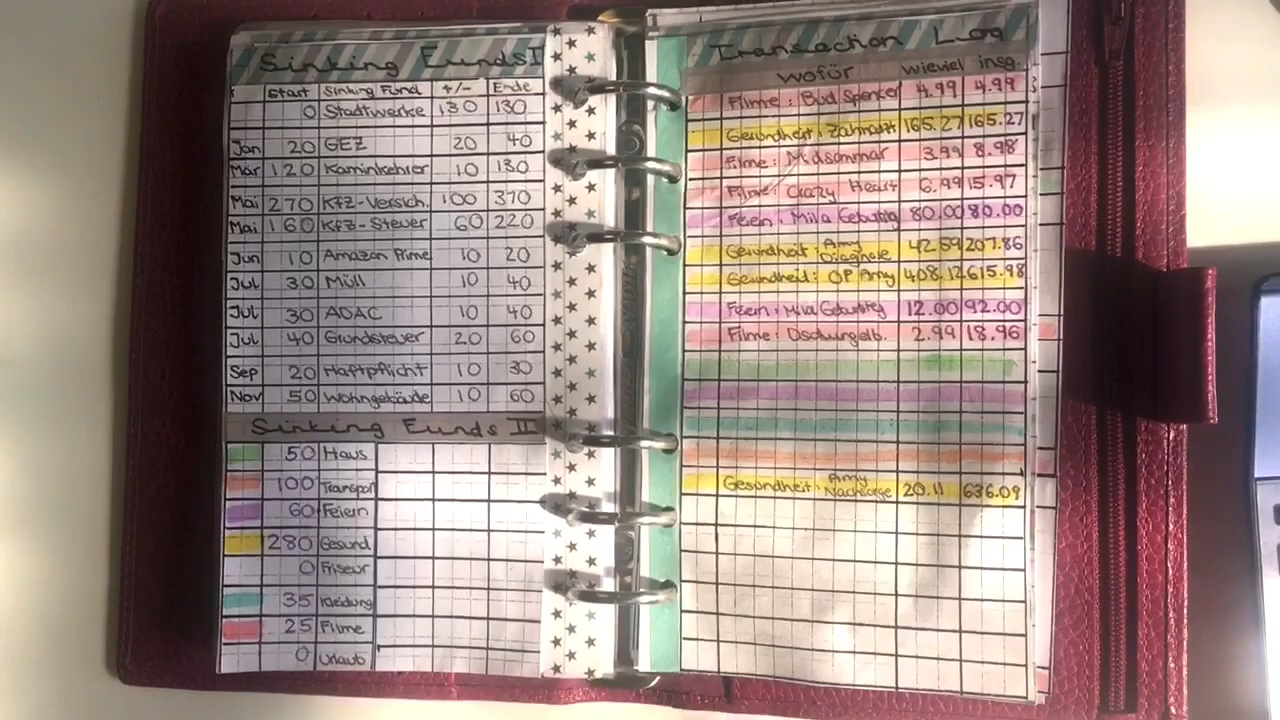 Sinking Funds I
Start Sinking Fund +/- Ende
0 Stadtwerke 130 130
Jan 20 GEZ 20 40
Mär 120 Kaminkehrer 10 130
Mai 270 Kfz-Versich. 100 370
Mai 160 Kfz-Steuer 60 220
Jun 10 Amazon Prime 10 20
Jul 30 Müll 10 40
Jul 30 ADAC 10 40
Jul 40 Grundsteuer 20 60
Sep 20 Haftpflicht 10 30
Nov 50 Wohngebäude 10 60
Sinking Funds II
50 Haus
100 Transpor
60 Feiern
280 Gesund
0 Friseur
35 Kleidung
25 Filme
0 Urlaub
Transaction Log
wofür wieviel insg.
Filme: Bud Spencer 4.99 4.99
Gesundheit: Zahnarzt 165.27 165.27
Filme: Midsommar 3.99 8.98
Filme: Crazy Heart 6.99 15.97
Feiern: Mila Geburtstg 80.00 80.00
Gesundheit: Amy Diagnose 42.59 207.86
Gesundheit: OP Amy 408.12 615.98
Feiern: Mila Geburtstg 12.00 92.00
Filme: Dschungelb. 2.99 18.96
Gesundheit: Amy Nachsorge 20.11 636.09